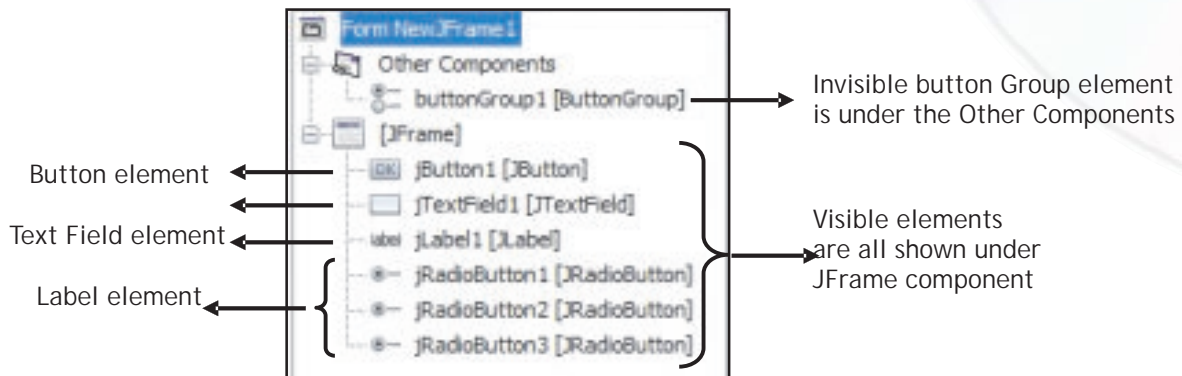 Form NewJFrame1
Other Components
buttonGroup1 [ButtonGroup]
Invisible button Group element
is under the Other Components
[JFrame]
Button element
OK jButton1 [JButton]
jTextField1 [JTextField]
Text Field element
label jLabel1 [JLabel]
Label element
jRadioButton1 [JRadioButton]
jRadioButton2 [JRadioButton]
jRadioButton3 [JRadioButton]
Visible elements
are all shown under
JFrame component